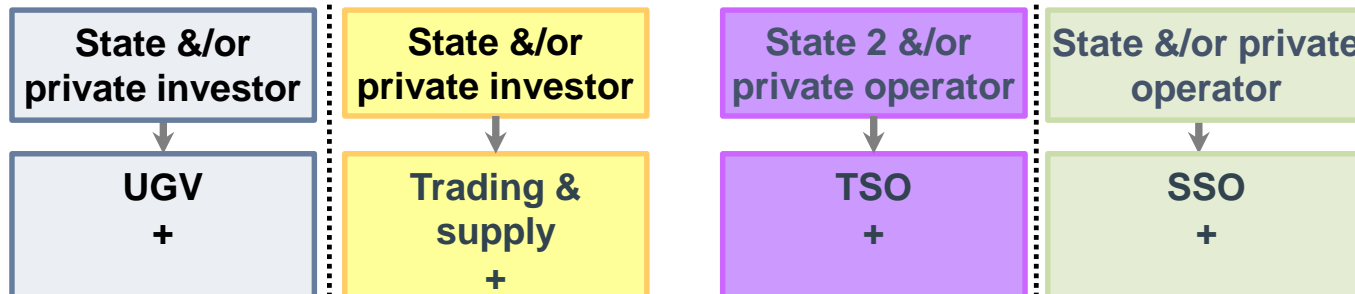 State &/or
private investor
State &/or
private investor
State 2 &/or
private operator
State &/or private
operator
UGV
+
Trading &
supply
+
TSO
+
SSO
+